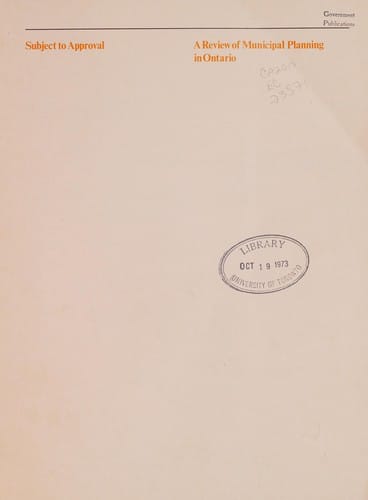 Government
Publications
Subject to Approval
A Review of Municipal Planning
in Ontario
LIBRARY
OCT 19 1973
UNIVERSITY OF TORONTO